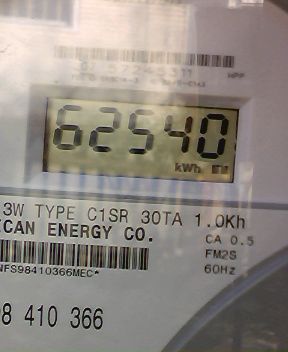 62540
kWh
3W TYPE C1SR 30TA 1.0Kh
ICAN ENERGY CO.
CA 0.5
FM2S
60Hz
NFS98410366MEC*
8 410 366